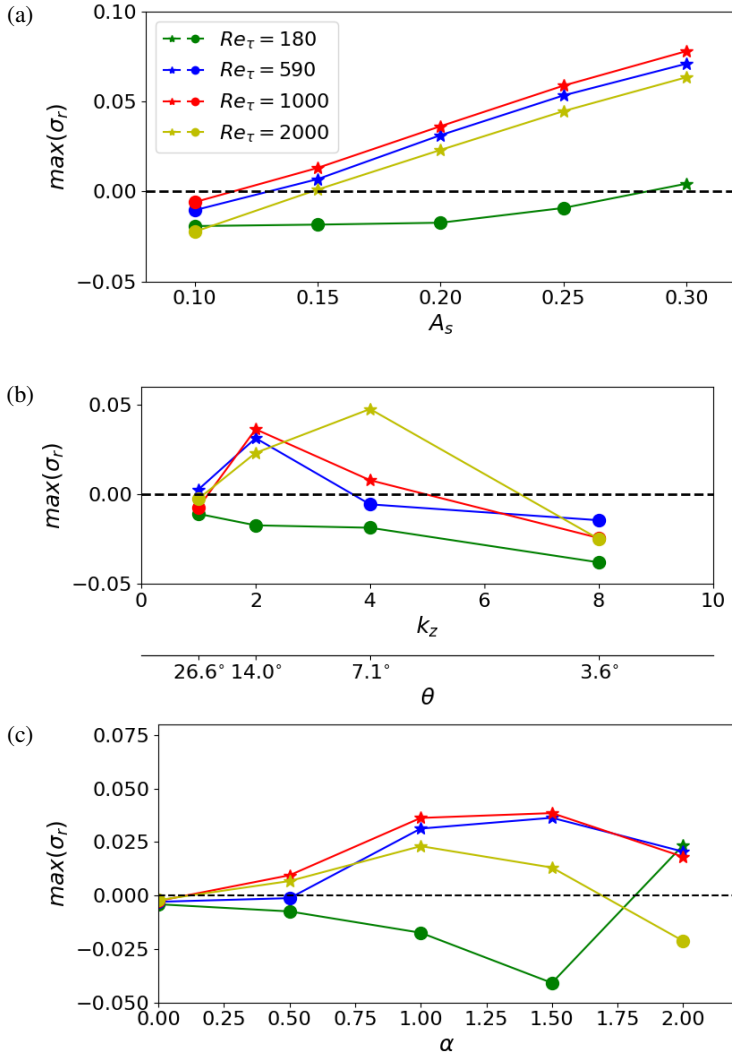 (a)
0.10
0.05
0.00
−0.05
max(σ_r)
Re_τ = 180
Re_τ = 590
Re_τ = 1000
Re_τ = 2000
0.10 0.15 0.20 0.25 0.30
A_s
(b)
0.05
0.00
−0.05
max(σ_r)
0 2 4 6 8 10
k_z
26.6° 14.0° 7.1° 3.6°
θ
(c)
0.075
0.050
0.025
0.000
−0.025
−0.050
max(σ_r)
0.00 0.25 0.50 0.75 1.00 1.25 1.50 1.75 2.00
α